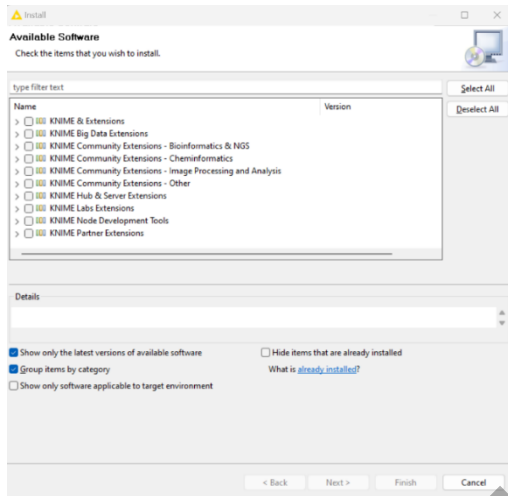 Install
Available Software
Check the items that you wish to install.
type filter text
Select All
Deselect All
Name Version
KNIME & Extensions
KNIME Big Data Extensions
KNIME Community Extensions - Bioinformatics & NGS
KNIME Community Extensions - Cheminformatics
KNIME Community Extensions - Image Processing and Analysis
KNIME Community Extensions - Other
KNIME Hub & Server Extensions
KNIME Labs Extensions
KNIME Node Development Tools
KNIME Partner Extensions
Details
Show only the latest versions of available software
Hide items that are already installed
Group items by category
What is already installed?
Show only software applicable to target environment
< Back Next > Finish Cancel